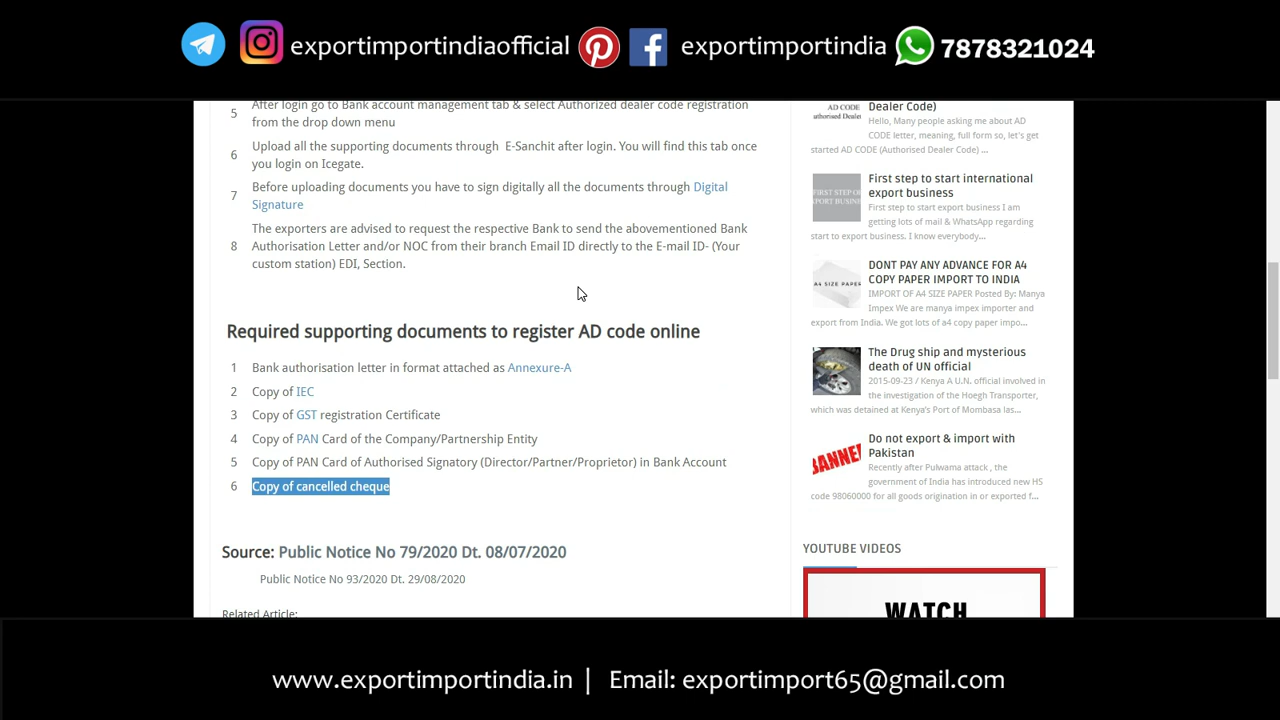 exportimportindiaofficial exportimportindia 7878321024
5 After login go to Bank account management tab & select Authorized dealer code registration
from the drop down menu
6 Upload all the supporting documents through E-Sanchit after login. You will find this tab once
you login on Icegate.
7 Before uploading documents you have to sign digitally all the documents through Digital
Signature
8 The exporters are advised to request the respective Bank to send the abovementioned Bank
Authorisation Letter and/or NOC from their branch Email ID directly to the E-mail ID- (Your
custom station) EDI, Section.
Required supporting documents to register AD code online
1 Bank authorisation letter in format attached as Annexure-A
2 Copy of IEC
3 Copy of GST registration Certificate
4 Copy of PAN Card of the Company/Partnership Entity
5 Copy of PAN Card of Authorised Signatory (Director/Partner/Proprietor) in Bank Account
6 Copy of cancelled cheque
Source: Public Notice No 79/2020 Dt. 08/07/2020
Public Notice No 93/2020 Dt. 29/08/2020
Related Article:
AD CODE
Dealer Code)
Hello, Many people asking me about AD
CODE letter, meaning, full form so, let's get
started AD CODE (Authorised Dealer Code) ...
First step to start international
export business
First step to start export business I am
getting lots of mail & WhatsApp regarding
start to export business. I know everybody...
DONT PAY ANY ADVANCE FOR A4
COPY PAPER IMPORT TO INDIA
A4 SIZE PAPER
IMPORT OF A4 SIZE PAPER Posted By: Manya
Impex We are manya impex importer and
export from India. We got lots of a4 copy paper impo...
The Drug ship and mysterious
death of UN official
2015-09-23 / Kenya A U.N. official involved in
the investigation of the Hoegh Transporter,
which was detained at Kenya's Port of Mombasa las...
Do not export & import with
Pakistan
BANNED
Recently after Pulwama attack , the
government of India has introduced new HS
code 98060000 for all goods origination in or exported f...
YOUTUBE VIDEOS
WATCH
www.exportimportindia.in | Email: exportimport65@gmail.com